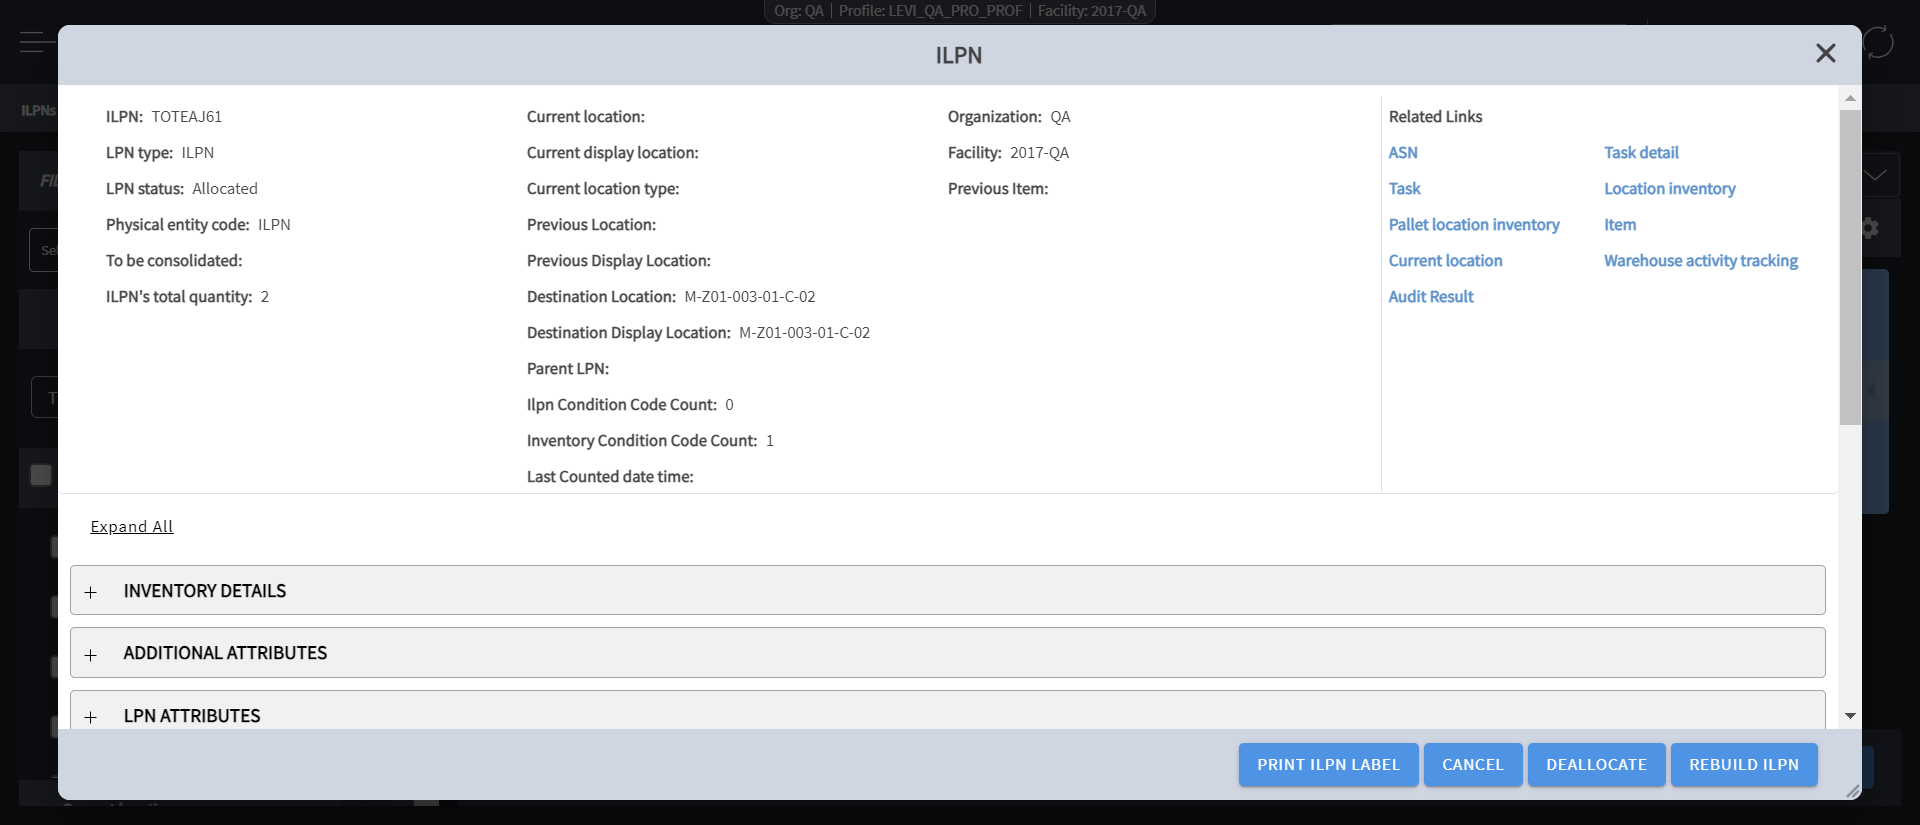 Org: QA | Profile: LEVI_QA_PRO_PROF | Facility: 2017-QA
ILPN
ILPNs
ILPN: TOTEAJ61
LPN type: ILPN
LPN status: Allocated
Physical entity code: ILPN
To be consolidated:
ILPN's total quantity: 2
Current location:
Current display location:
Current location type:
Previous Location:
Previous Display Location:
Destination Location: M-Z01-003-01-C-02
Destination Display Location: M-Z01-003-01-C-02
Parent LPN:
Ilpn Condition Code Count: 0
Inventory Condition Code Count: 1
Last Counted date time:
Organization: QA
Facility: 2017-QA
Previous Item:
Related Links
ASN
Task detail
Task
Location inventory
Pallet location inventory
Item
Current location
Warehouse activity tracking
Audit Result
Expand All
+ INVENTORY DETAILS
+ ADDITIONAL ATTRIBUTES
+ LPN ATTRIBUTES
PRINT ILPN LABEL
CANCEL
DEALLOCATE
REBUILD ILPN